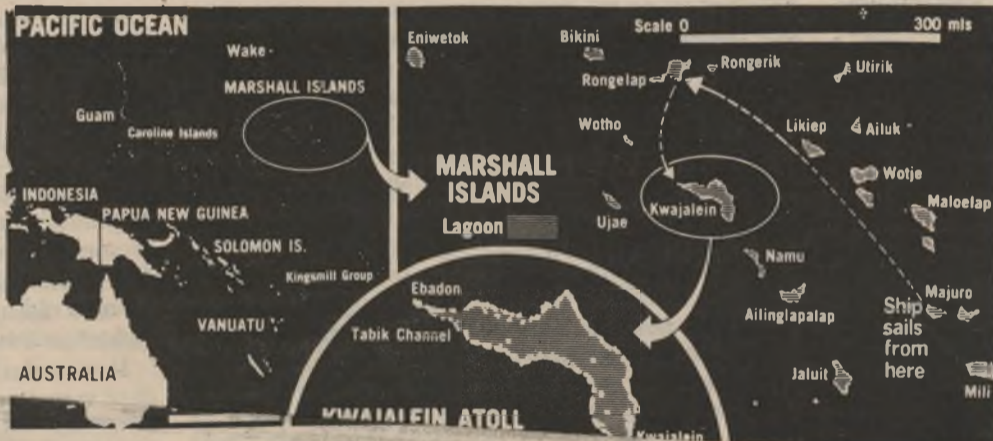 PACIFIC OCEAN
Wake
MARSHALL ISLANDS
Guam
Caroline Islands
INDONESIA
PAPUA NEW GUINEA
SOLOMON IS.
Kingsmill Group
VANUATU
AUSTRALIA
Scale 0 300 mls
Eniwetok
Bikini
Rongelap
Rongerik
Utirik
Wotho
Likiep
Ailuk
MARSHALL
ISLANDS
Lagoon
Wotje
Kwajalein
Maloelap
Ujae
Namu
Ailinglapalap
Majuro
Ship
sails
from
here
Jaluit
Mili
Ebadon
Tabik Channel
KWAJALEIN ATOLL
Kwajalein